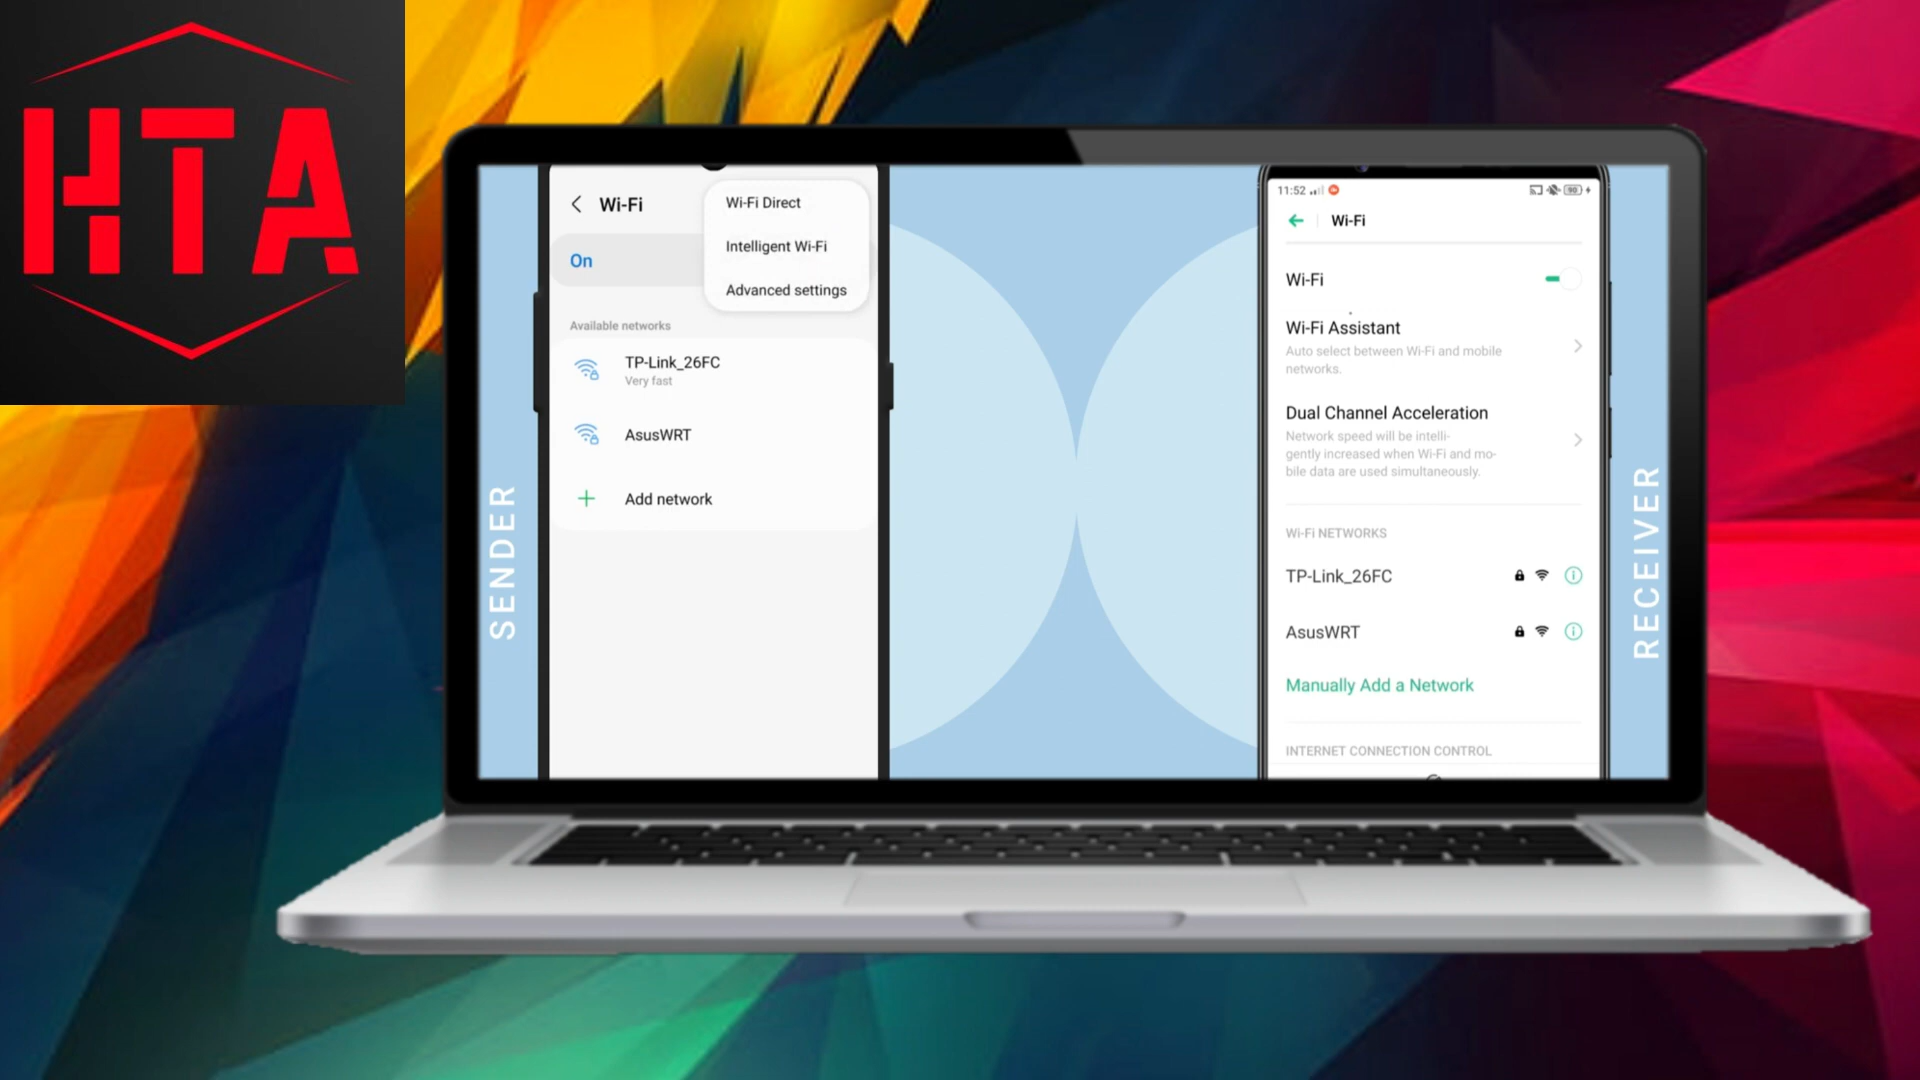 HTA
SENDER
Wi-Fi
On
Wi-Fi Direct
Intelligent Wi-Fi
Advanced settings
Available networks
TP-Link_26FC
Very fast
AsusWRT
Add network
11:52
90
Wi-Fi
Wi-Fi
Wi-Fi Assistant
Auto select between Wi-Fi and mobile
networks.
Dual Channel Acceleration
Network speed will be intelli-
gently increased when Wi-Fi and mo-
bile data are used simultaneously.
Wi-Fi NETWORKS
TP-Link_26FC
AsusWRT
Manually Add a Network
INTERNET CONNECTION CONTROL
RECEIVER